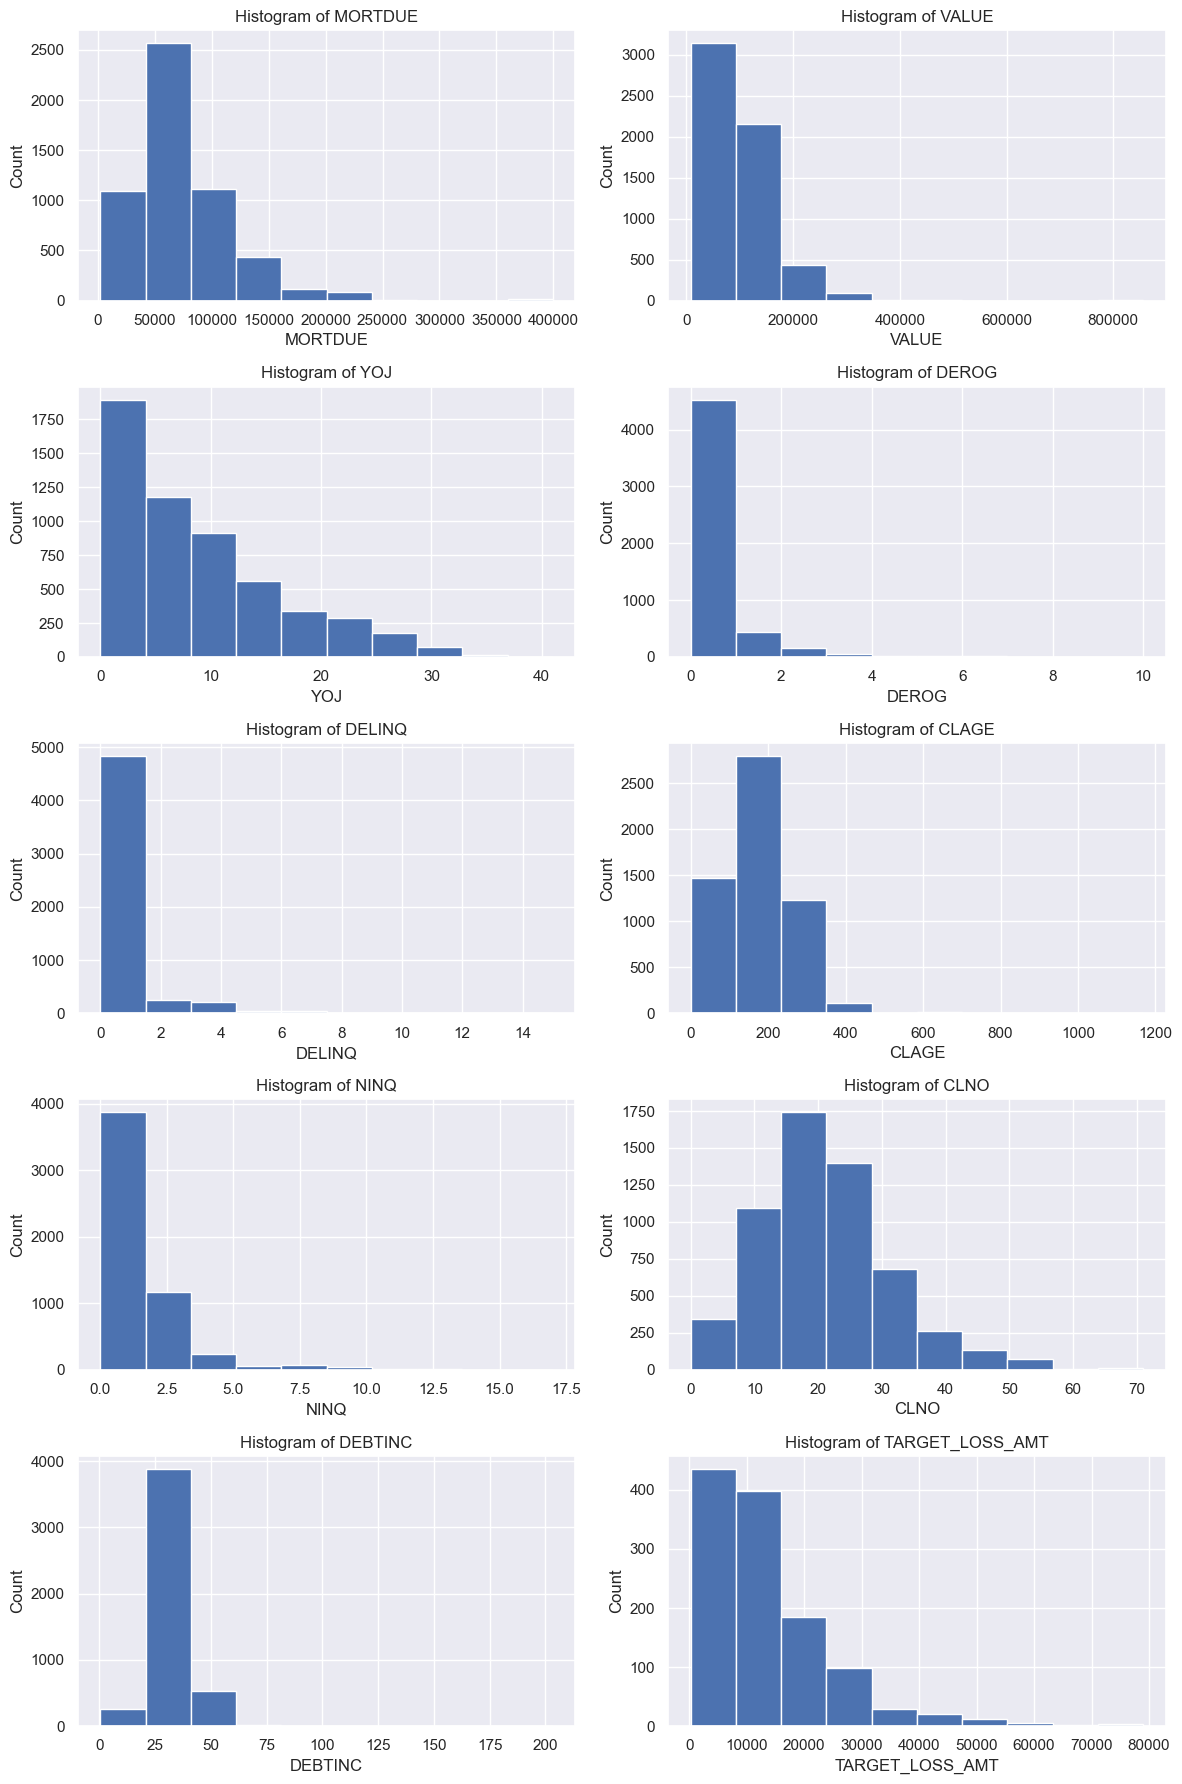 Histogram of MORTDUE
2500
2000
1500
1000
500
0
Count
0 50000 100000 150000 200000 250000 300000 350000 400000
MORTDUE
Histogram of VALUE
3000
2500
2000
1500
1000
500
0
Count
0 200000 400000 600000 800000
VALUE
Histogram of YOJ
1750
1500
1250
1000
750
500
250
0
Count
0 10 20 30 40
YOJ
Histogram of DEROG
4000
3000
2000
1000
0
Count
0 2 4 6 8 10
DEROG
Histogram of DELINQ
5000
4000
3000
2000
1000
0
Count
0 2 4 6 8 10 12 14
DELINQ
Histogram of CLAGE
2500
2000
1500
1000
500
0
Count
0 200 400 600 800 1000 1200
CLAGE
Histogram of NINQ
4000
3000
2000
1000
0
Count
0.0 2.5 5.0 7.5 10.0 12.5 15.0 17.5
NINQ
Histogram of CLNO
1750
1500
1250
1000
750
500
250
0
Count
0 10 20 30 40 50 60 70
CLNO
Histogram of DEBTINC
4000
3000
2000
1000
0
Count
0 25 50 75 100 125 150 175 200
DEBTINC
Histogram of TARGET_LOSS_AMT
400
300
200
100
0
Count
0 10000 20000 30000 40000 50000 60000 70000 80000
TARGET_LOSS_AMT